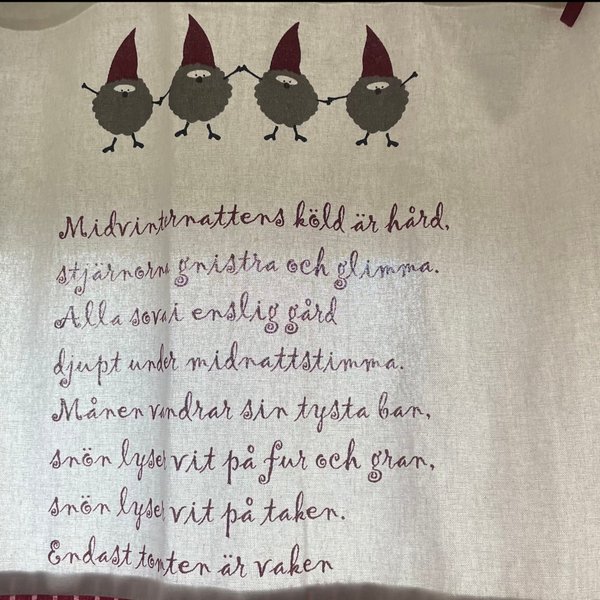 Midvinternattens köld är hård,
stjärnorna gnistra och glimma.
Alla sova i enslig gård
djupt under midnattstimma.
Månen vandrar sin tysta ban,
snön lyser vit på fur och gran,
snön lyser vit på taken.
Endast tomten är vaken